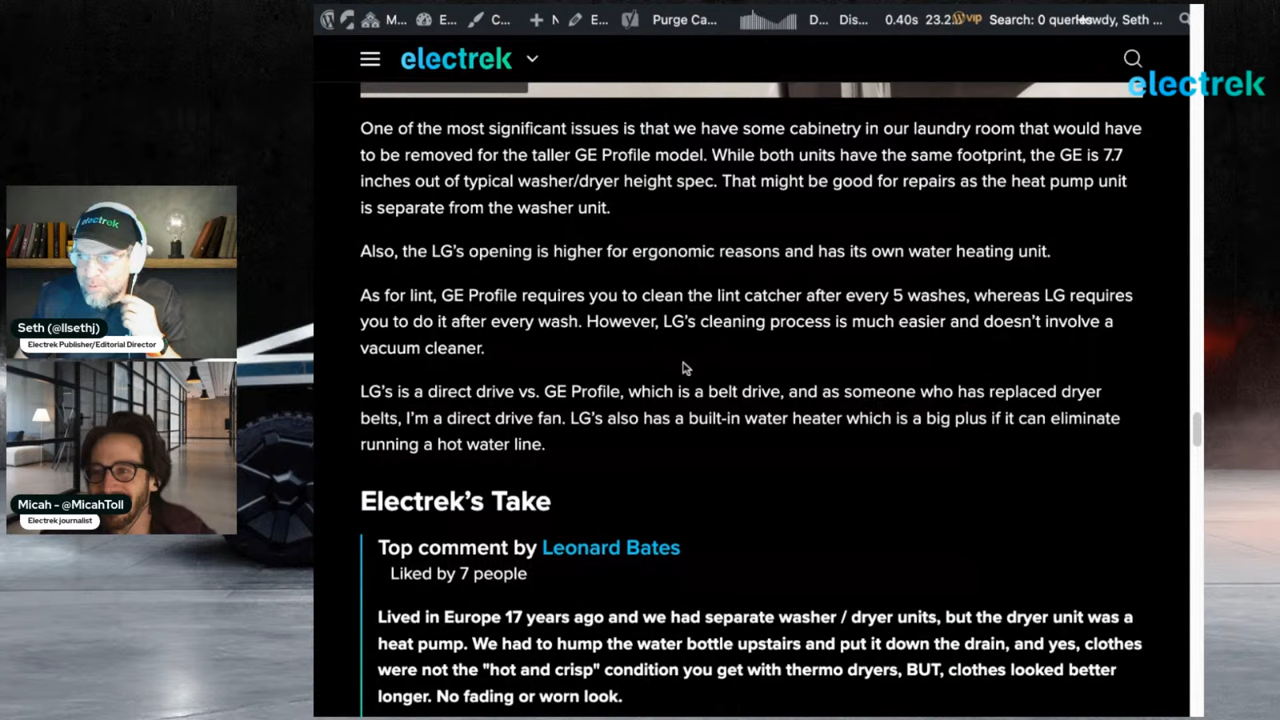 M... E... C... N E... Purge Ca... D... Dis... 0.40s 23.2 vip Search: 0 queries Howdy, Seth ...
electrek
electrek
One of the most significant issues is that we have some cabinetry in our laundry room that would have
to be removed for the taller GE Profile model. While both units have the same footprint, the GE is 7.7
inches out of typical washer/dryer height spec. That might be good for repairs as the heat pump unit
is separate from the washer unit.
Also, the LG's opening is higher for ergonomic reasons and has its own water heating unit.
As for lint, GE Profile requires you to clean the lint catcher after every 5 washes, whereas LG requires
you to do it after every wash. However, LG's cleaning process is much easier and doesn't involve a
vacuum cleaner.
LG's is a direct drive vs. GE Profile, which is a belt drive, and as someone who has replaced dryer
belts, I'm a direct drive fan. LG's also has a built-in water heater which is a big plus if it can eliminate
running a hot water line.
Electrek's Take
Top comment by Leonard Bates
Liked by 7 people
Lived in Europe 17 years ago and we had separate washer / dryer units, but the dryer unit was a
heat pump. We had to hump the water bottle upstairs and put it down the drain, and yes, clothes
were not the "hot and crisp" condition you get with thermo dryers, BUT, clothes looked better
longer. No fading or worn look.
electrek
Seth (@llsethj)
Electrek Publisher/Editorial Director
Micah - @MicahToll
Electrek journalist